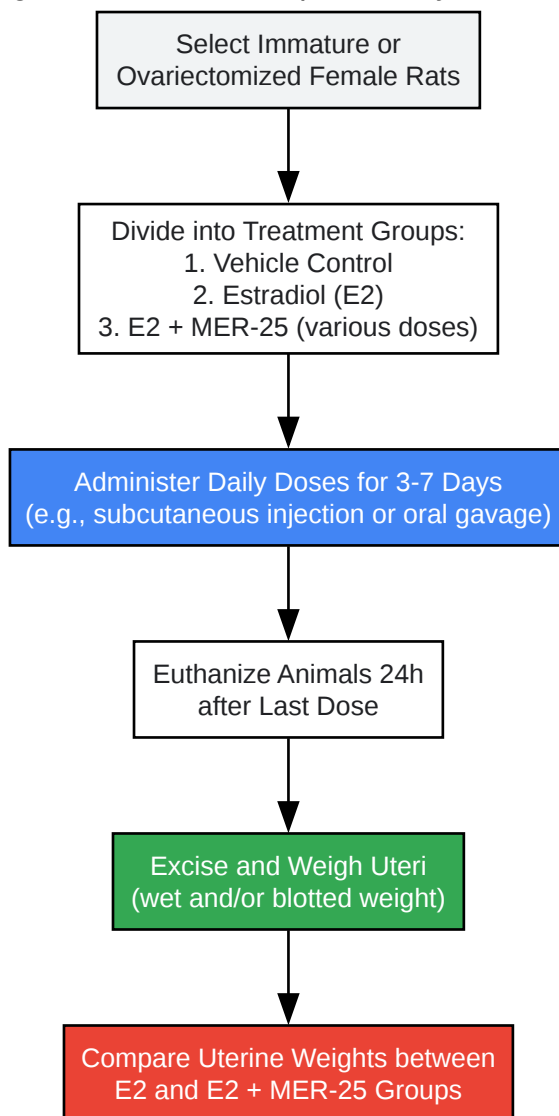 Select Immature or
Ovariectomized Female Rats
Divide into Treatment Groups:
1. Vehicle Control
2. Estradiol (E2)
3. E2 + MER-25 (various doses)
Administer Daily Doses for 3-7 Days
(e.g., subcutaneous injection or oral gavage)
Euthanize Animals 24h
after Last Dose
Excise and Weigh Uteri
(wet and/or blotted weight)
Compare Uterine Weights between
E2 and E2 + MER-25 Groups